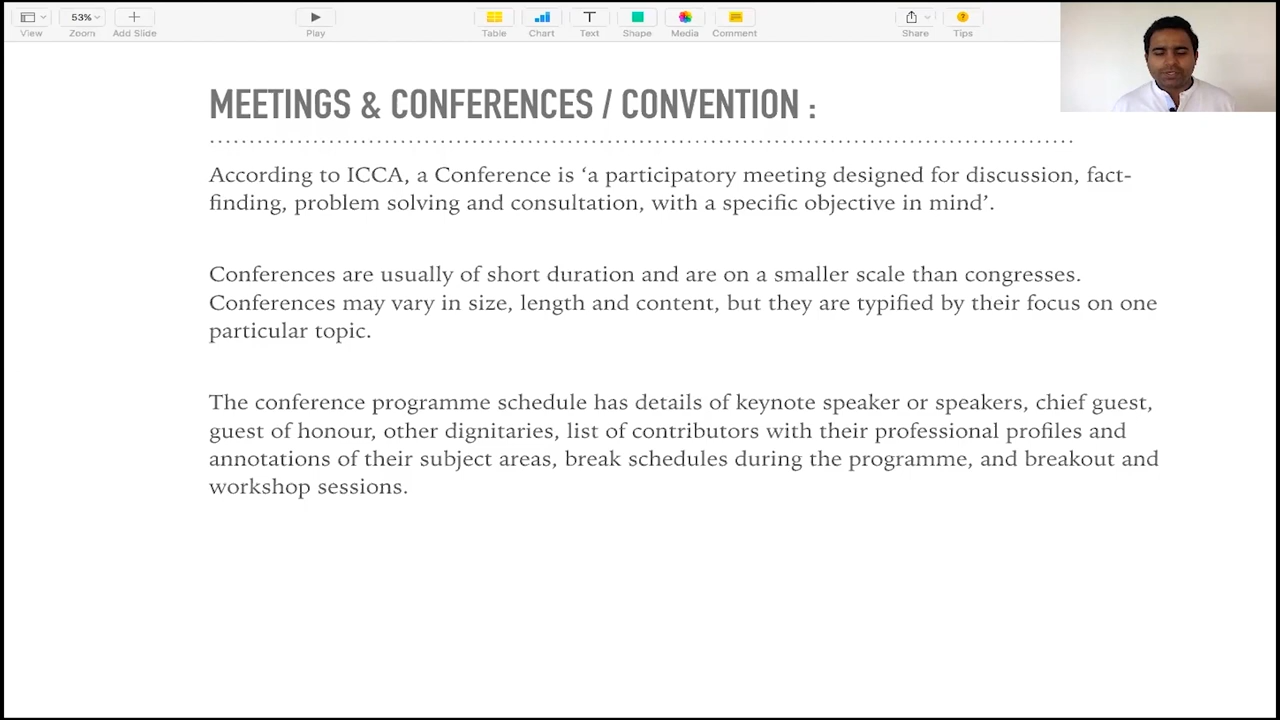 53%
View
Zoom
Add Slide
Play
Table
Chart
Text
Shape
Media
Comment
Share
Tips
MEETINGS & CONFERENCES / CONVENTION :
According to ICCA, a Conference is ‘a participatory meeting designed for discussion, fact-
finding, problem solving and consultation, with a specific objective in mind’.
Conferences are usually of short duration and are on a smaller scale than congresses.
Conferences may vary in size, length and content, but they are typified by their focus on one
particular topic.
The conference programme schedule has details of keynote speaker or speakers, chief guest,
guest of honour, other dignitaries, list of contributors with their professional profiles and
annotations of their subject areas, break schedules during the programme, and breakout and
workshop sessions.